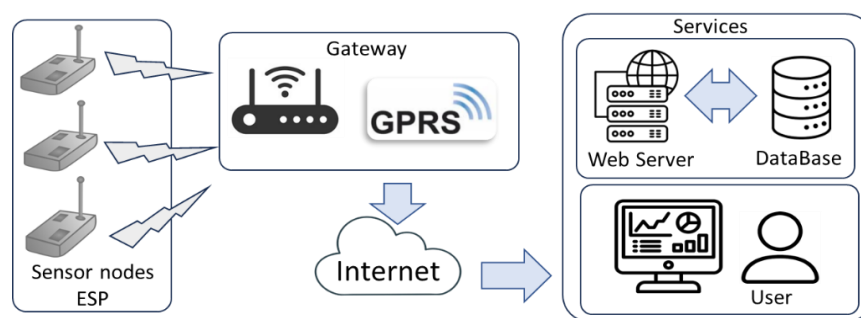 Gateway
GPRS
Sensor nodes
ESP
Internet
Services
Web Server
DataBase
User